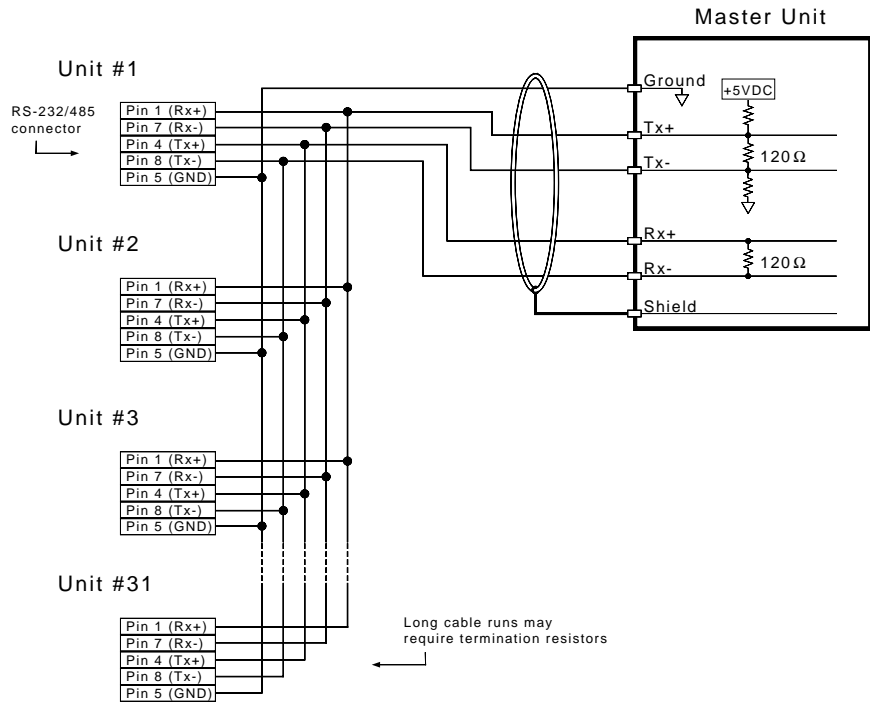 Master Unit
Unit #1
RS-232/485
connector
Pin 1 (Rx+)
Pin 7 (Rx-)
Pin 4 (Tx+)
Pin 8 (Tx-)
Pin 5 (GND)
Ground
+5VDC
Tx+
120Ω
Tx-
Rx+
120Ω
Rx-
Shield
Unit #2
Pin 1 (Rx+)
Pin 7 (Rx-)
Pin 4 (Tx+)
Pin 8 (Tx-)
Pin 5 (GND)
Unit #3
Pin 1 (Rx+)
Pin 7 (Rx-)
Pin 4 (Tx+)
Pin 8 (Tx-)
Pin 5 (GND)
Unit #31
Pin 1 (Rx+)
Pin 7 (Rx-)
Pin 4 (Tx+)
Pin 8 (Tx-)
Pin 5 (GND)
Long cable runs may
require termination resistors